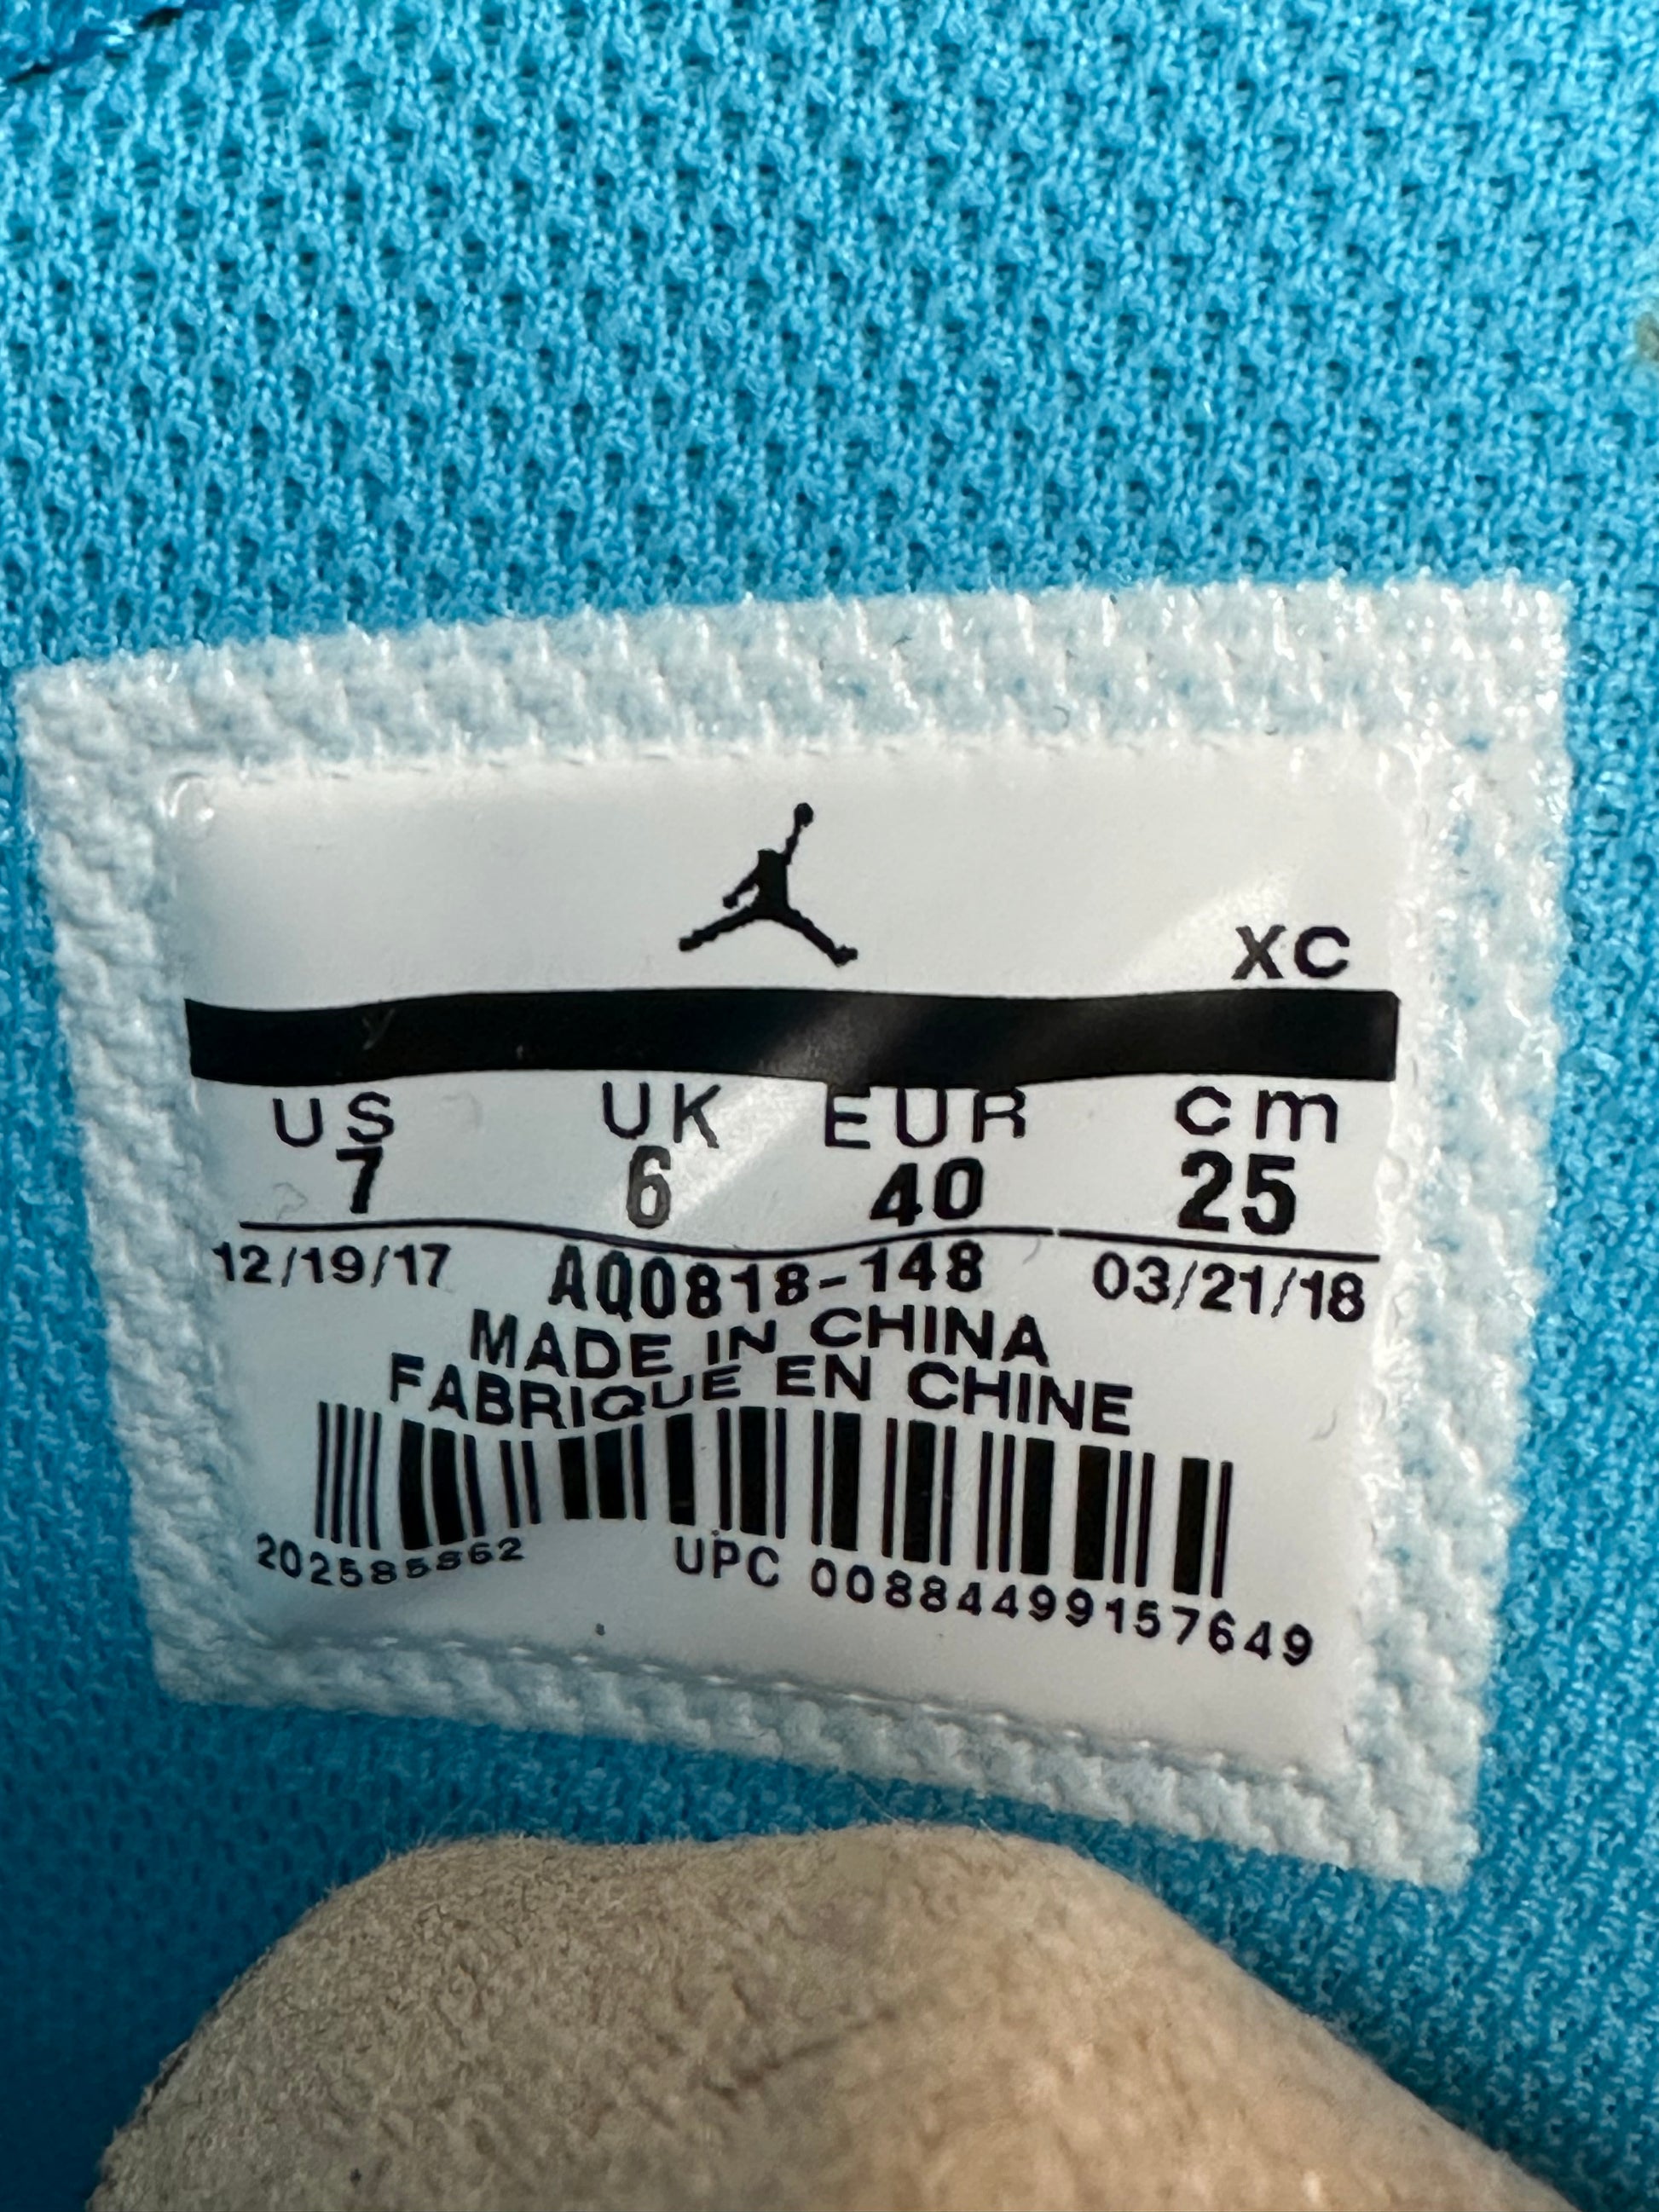 XC
US UK EUR cm
7 6 40 25
12/19/17 AQ0818-148 03/21/18
MADE IN CHINA
FABRIQUE EN CHINE
202585862 UPC 00884499157649